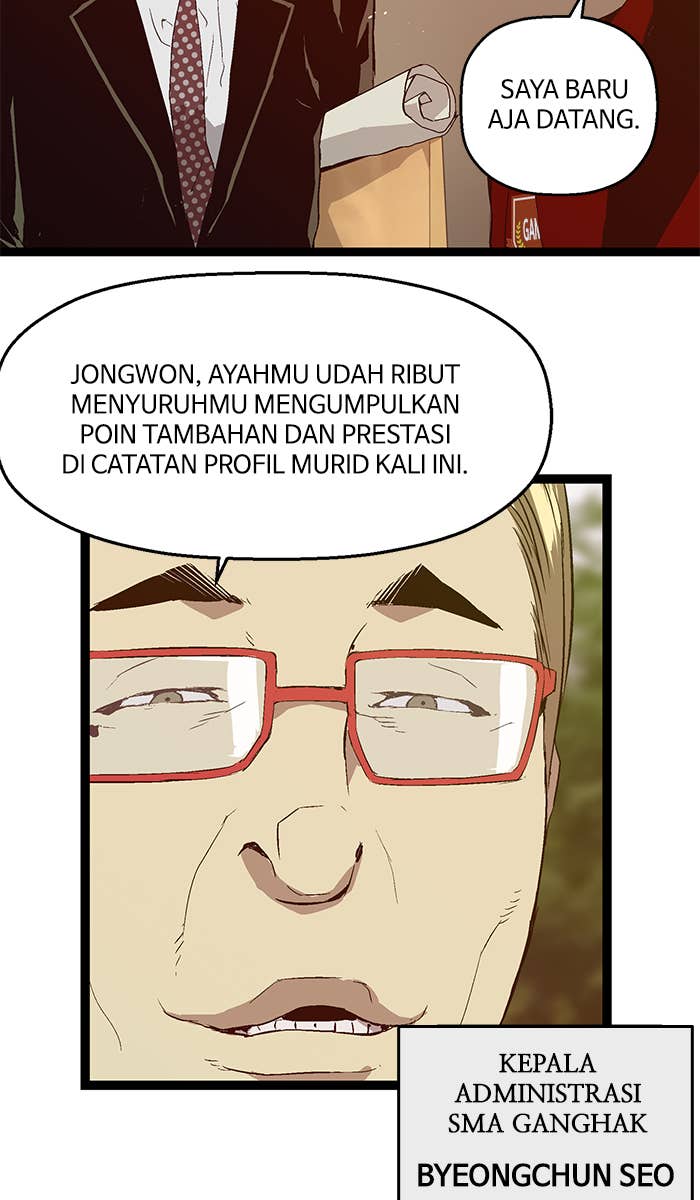 SAYA BARU
AJA DATANG.
GAN
JONGWON, AYAHMU UDAH RIBUT
MENYURUHMU MENGUMPULKAN
POIN TAMBAHAN DAN PRESTASI
DI CATATAN PROFIL MURID KALI INI.
KEPALA
ADMINISTRASI
SMA GANGHAK
BYEONGCHUN SEO